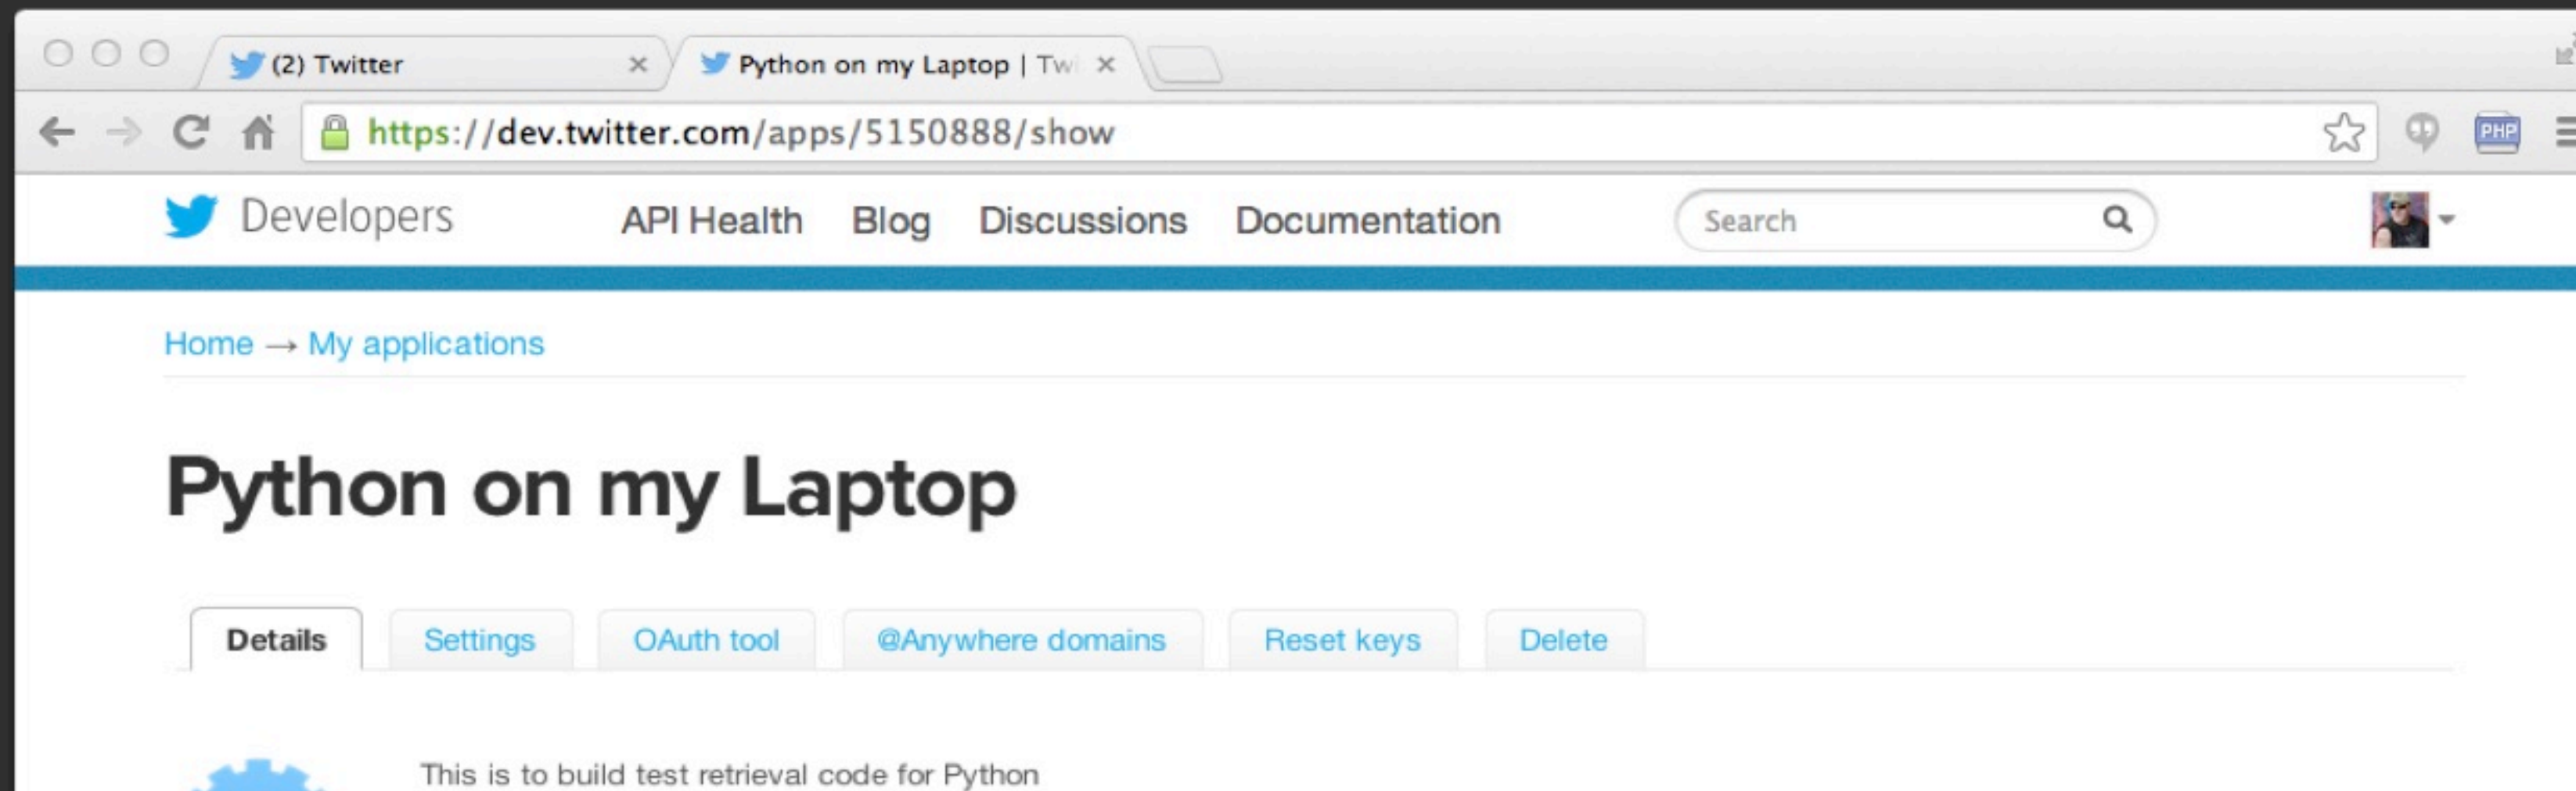 (2) Twitter
Python on my Laptop | Tw
https://dev.twitter.com/apps/5150888/show
PHP
Developers
API Health Blog Discussions Documentation
Search
Home → My applications
Python on my Laptop
Details Settings OAuth tool @Anywhere domains Reset keys Delete
This is to build test retrieval code for Python